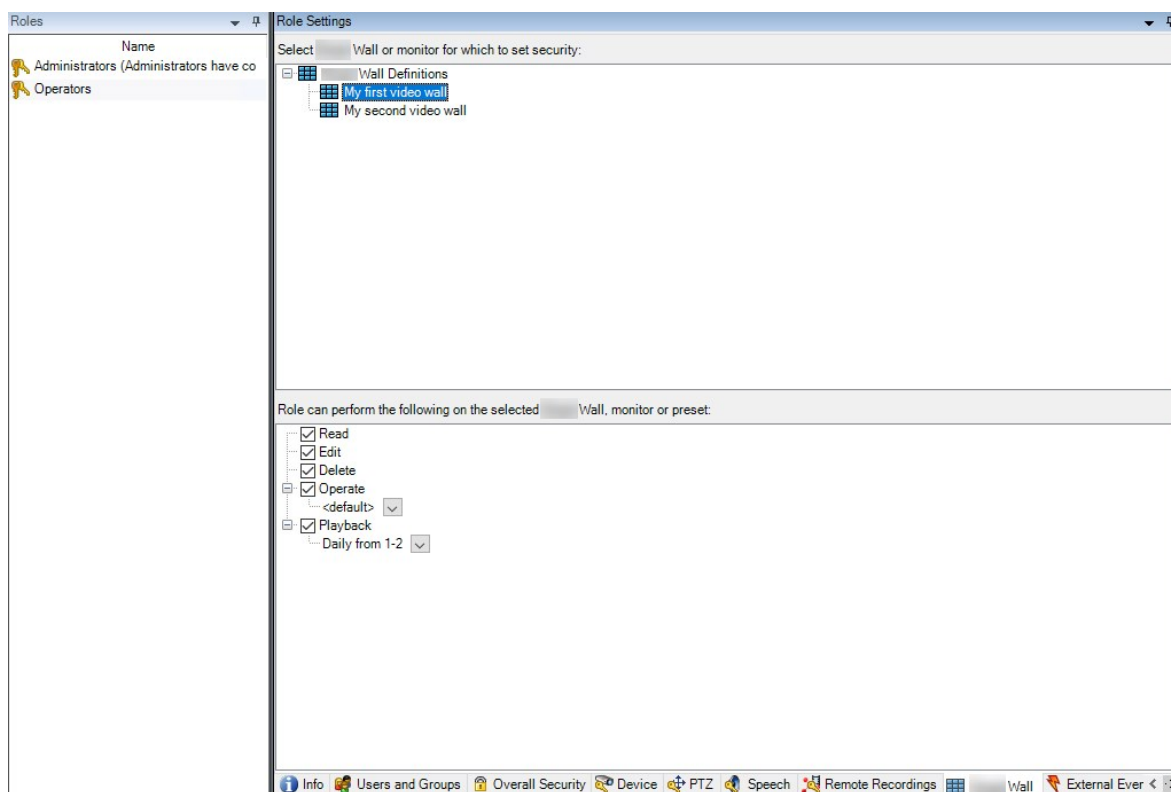 Roles
Name
Administrators (Administrators have co
Operators
Role Settings
Select Wall or monitor for which to set security:
Wall Definitions
My first video wall
My second video wall
Role can perform the following on the selected Wall, monitor or preset:
Read
Edit
Delete
Operate
<default>
Playback
Daily from 1-2
Info Users and Groups Overall Security Device PTZ Speech Remote Recordings Wall External Ever